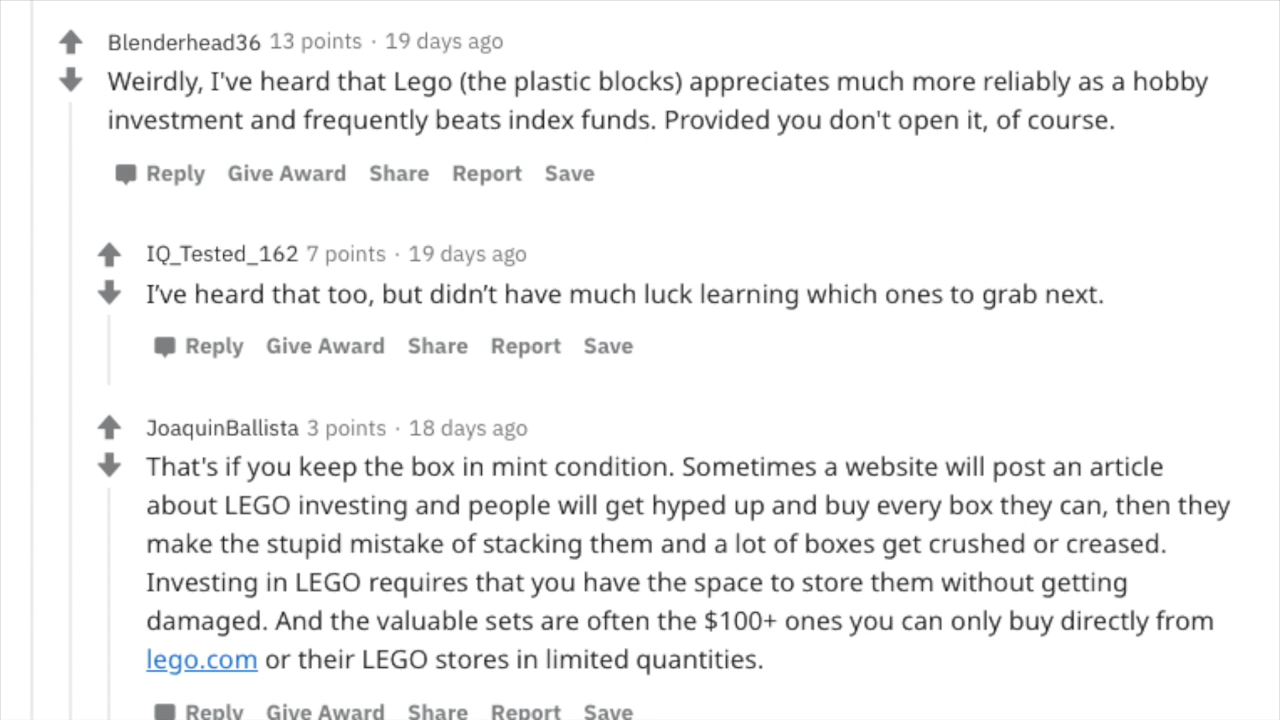 Blenderhead36 13 points · 19 days ago
Weirdly, I've heard that Lego (the plastic blocks) appreciates much more reliably as a hobby
investment and frequently beats index funds. Provided you don't open it, of course.
Reply Give Award Share Report Save
IQ_Tested_162 7 points · 19 days ago
I’ve heard that too, but didn’t have much luck learning which ones to grab next.
Reply Give Award Share Report Save
JoaquinBallista 3 points · 18 days ago
That's if you keep the box in mint condition. Sometimes a website will post an article
about LEGO investing and people will get hyped up and buy every box they can, then they
make the stupid mistake of stacking them and a lot of boxes get crushed or creased.
Investing in LEGO requires that you have the space to store them without getting
damaged. And the valuable sets are often the $100+ ones you can only buy directly from
lego.com or their LEGO stores in limited quantities.
Reply Give Award Share Report Save